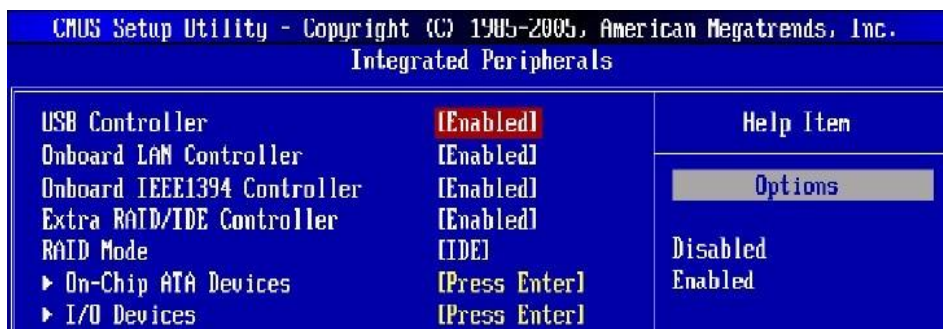 CMOS Setup Utility - Copyright (C) 1985-2005, American Megatrends, Inc.
Integrated Peripherals
USB Controller [Enabled]
Onboard LAN Controller [Enabled]
Onboard IEEE1394 Controller [Enabled]
Extra RAID/IDE Controller [Enabled]
RAID Mode [IDE]
▶ On-Chip ATA Devices [Press Enter]
▶ I/O Devices [Press Enter]
Help Item
Options
Disabled
Enabled